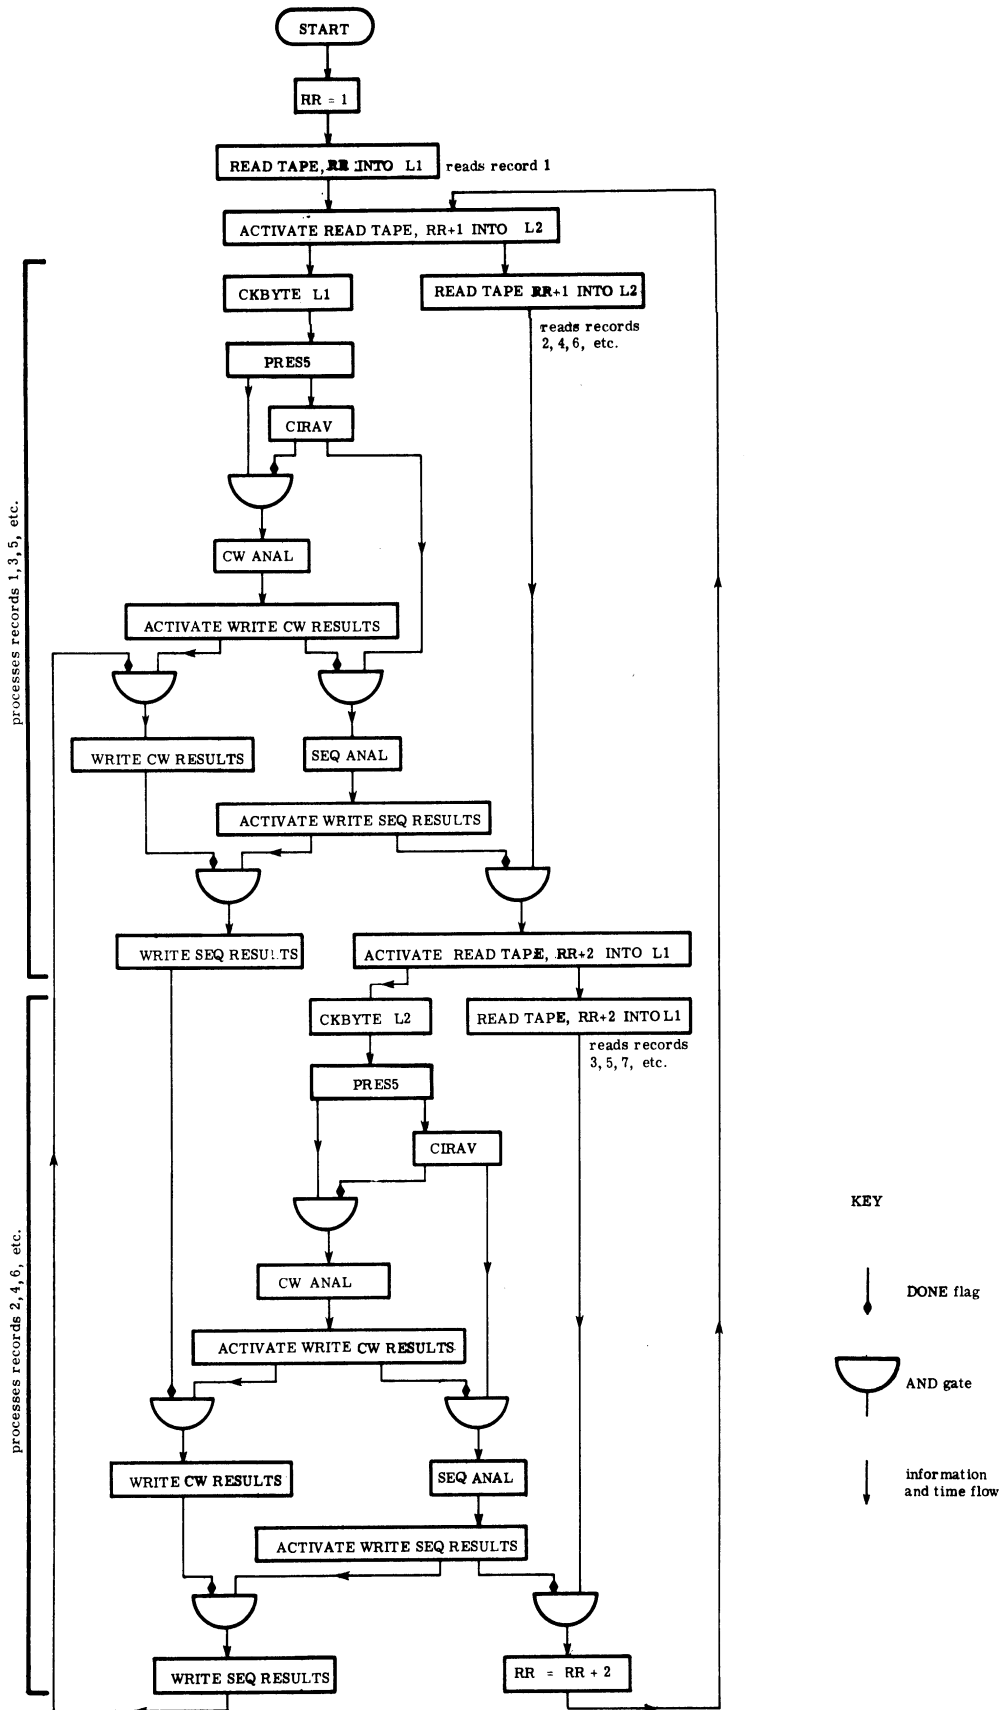 START
RR = 1
READ TAPE, RR INTO L1
reads record 1
ACTIVATE READ TAPE, RR+1 INTO L2
CKBYTE L1
READ TAPE RR+1 INTO L2
reads records
2, 4, 6, etc.
PRES5
CIRAV
CW ANAL
ACTIVATE WRITE CW RESULTS
processes records 1, 3, 5, etc.
WRITE CW RESULTS
SEQ ANAL
ACTIVATE WRITE SEQ RESULTS
WRITE SEQ RESULTS
ACTIVATE READ TAPE, RR+2 INTO L1
CKBYTE L2
READ TAPE, RR+2 INTO L1
reads records
3, 5, 7, etc.
PRES5
CIRAV
KEY
CW ANAL
DONE flag
ACTIVATE WRITE CW RESULTS
AND gate
processes records 2, 4, 6, etc.
WRITE CW RESULTS
SEQ ANAL
information
and time flow
ACTIVATE WRITE SEQ RESULTS
WRITE SEQ RESULTS
RR = RR + 2